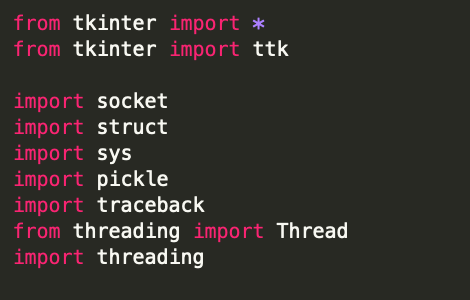 from tkinter import *
from tkinter import ttk
import socket
import struct
import sys
import pickle
import traceback
from threading import Thread
import threading